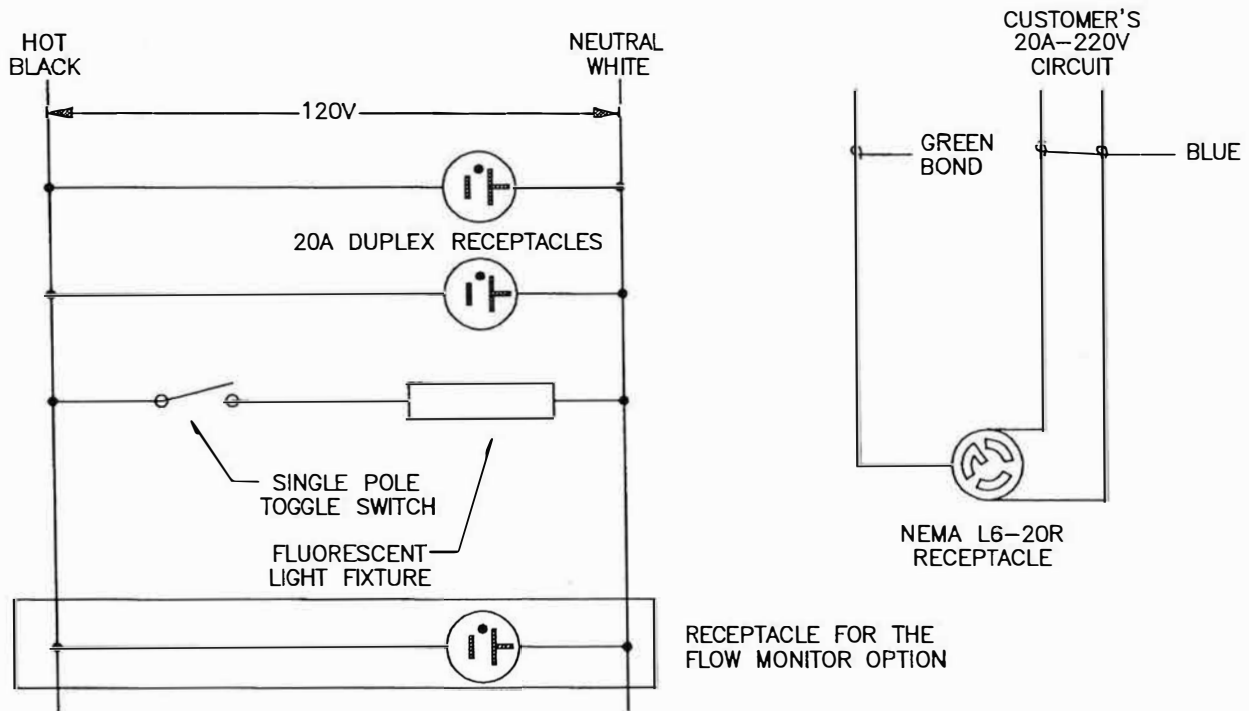 HOT
BLACK
NEUTRAL
WHITE
120V
20A DUPLEX RECEPTACLES
SINGLE POLE
TOGGLE SWITCH
FLUORESCENT
LIGHT FIXTURE
RECEPTACLE FOR THE
FLOW MONITOR OPTION
CUSTOMER'S
20A-220V
CIRCUIT
GREEN
BOND
BLUE
NEMA L6-20R
RECEPTACLE